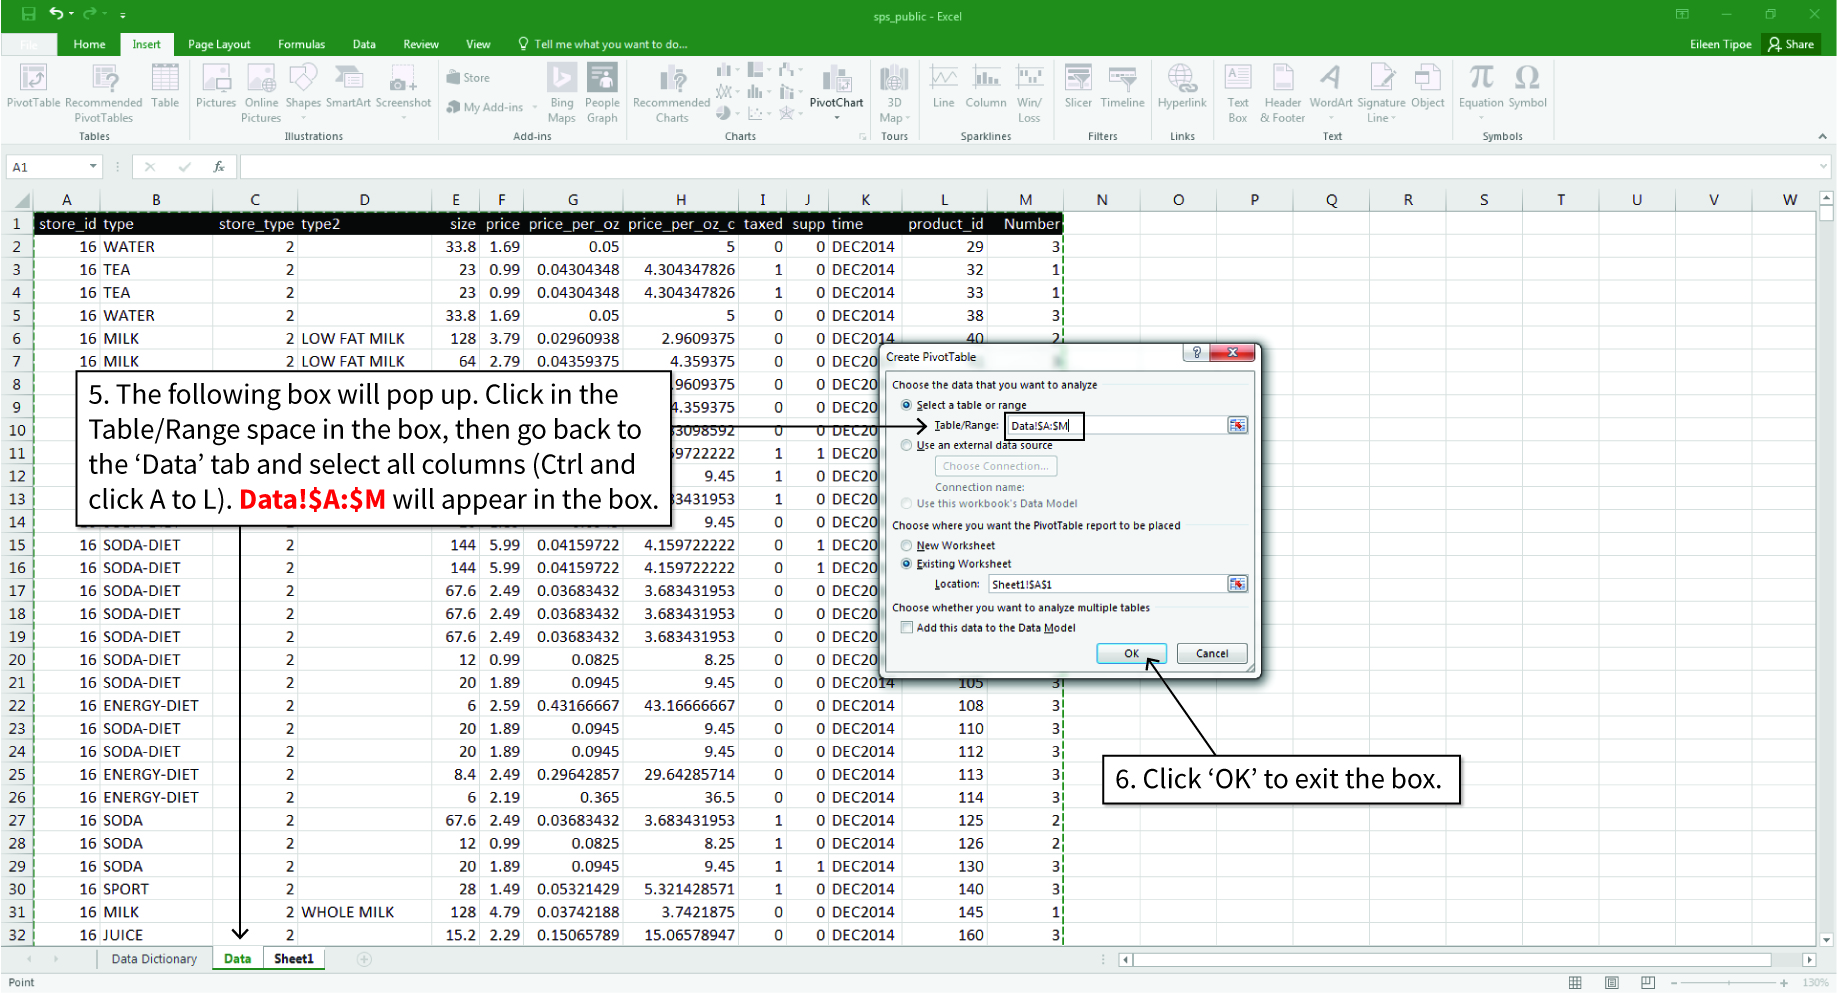 sps_public - Excel
File Home Insert Page Layout Formulas Data Review View Tell me what you want to do... Eileen Tipoe Share
PivotTable Recommended PivotTables Table Pictures Online Pictures Shapes SmartArt Screenshot Store My Add-ins Bing Maps People Graph Recommended Charts PivotChart 3D Map Line Column Win/Loss Slicer Timeline Hyperlink Text Box Header & Footer WordArt Signature Line Object Equation Symbol
Tables Illustrations Add-ins Charts Tours Sparklines Filters Links Text Symbols
A1 fx
A B C D E F G H I J K L M N O P Q R S T U V W
1 store_id type store_type type2 size price price_per_oz price_per_oz_c taxed supp time product_id Number
2 16 WATER 2 33.8 1.69 0.05 5 0 0 DEC2014 29 3
3 16 TEA 2 23 0.99 0.04304348 4.304347826 1 0 DEC2014 32 1
4 16 TEA 2 23 0.99 0.04304348 4.304347826 1 0 DEC2014 33 1
5 16 WATER 2 33.8 1.69 0.05 5 0 0 DEC2014 38 3
6 16 MILK 2 LOW FAT MILK 128 3.79 0.02960938 2.9609375 0 0 DEC2014 40 2
7 16 MILK 2 LOW FAT MILK 64 2.79 0.04359375 4.359375 0 0 DEC20
8 .9609375 0 0 DEC20
9 4.359375 0 0 DEC20
10 3098592 0 0 DEC20
11 59722222 1 1 DEC20
12 9.45 1 0 DEC20
13 83431953 1 0 DEC20
14 9.45 0 0 DEC20
15 16 SODA-DIET 2 144 5.99 0.04159722 4.159722222 0 1 DEC20
16 16 SODA-DIET 2 144 5.99 0.04159722 4.159722222 0 1 DEC20
17 16 SODA-DIET 2 67.6 2.49 0.03683432 3.683431953 0 0 DEC20
18 16 SODA-DIET 2 67.6 2.49 0.03683432 3.683431953 0 0 DEC20
19 16 SODA-DIET 2 67.6 2.49 0.03683432 3.683431953 0 0 DEC20
20 16 SODA-DIET 2 12 0.99 0.0825 8.25 0 0 DEC20
21 16 SODA-DIET 2 20 1.89 0.0945 9.45 0 0 DEC2014 105 3
22 16 ENERGY-DIET 2 6 2.59 0.43166667 43.16666667 0 0 DEC2014 108 3
23 16 SODA-DIET 2 20 1.89 0.0945 9.45 0 0 DEC2014 110 3
24 16 SODA-DIET 2 20 1.89 0.0945 9.45 0 0 DEC2014 112 3
25 16 ENERGY-DIET 2 8.4 2.49 0.29642857 29.64285714 0 0 DEC2014 113 3
26 16 ENERGY-DIET 2 6 2.19 0.365 36.5 0 0 DEC2014 114 3
27 16 SODA 2 67.6 2.49 0.03683432 3.683431953 1 0 DEC2014 125 2
28 16 SODA 2 12 0.99 0.0825 8.25 1 0 DEC2014 126 2
29 16 SODA 2 20 1.89 0.0945 9.45 1 1 DEC2014 130 3
30 16 SPORT 2 28 1.49 0.05321429 5.321428571 1 0 DEC2014 140 3
31 16 MILK 2 WHOLE MILK 128 4.79 0.03742188 3.7421875 0 0 DEC2014 145 1
32 16 JUICE 2 15.2 2.29 0.15065789 15.06578947 0 0 DEC2014 160 3
5. The following box will pop up. Click in the
Table/Range space in the box, then go back to
the ‘Data’ tab and select all columns (Ctrl and
click A to L). Data!$A:$M will appear in the box.
Create PivotTable
Choose the data that you want to analyze
Select a table or range
Table/Range: Data!$A:$M
Use an external data source
Choose Connection...
Connection name:
Use this workbook's Data Model
Choose where you want the PivotTable report to be placed
New Worksheet
Existing Worksheet
Location: Sheet1!$A$1
Choose whether you want to analyze multiple tables
Add this data to the Data Model
OK Cancel
6. Click ‘OK’ to exit the box.
Data Dictionary Data Sheet1
Point 130%